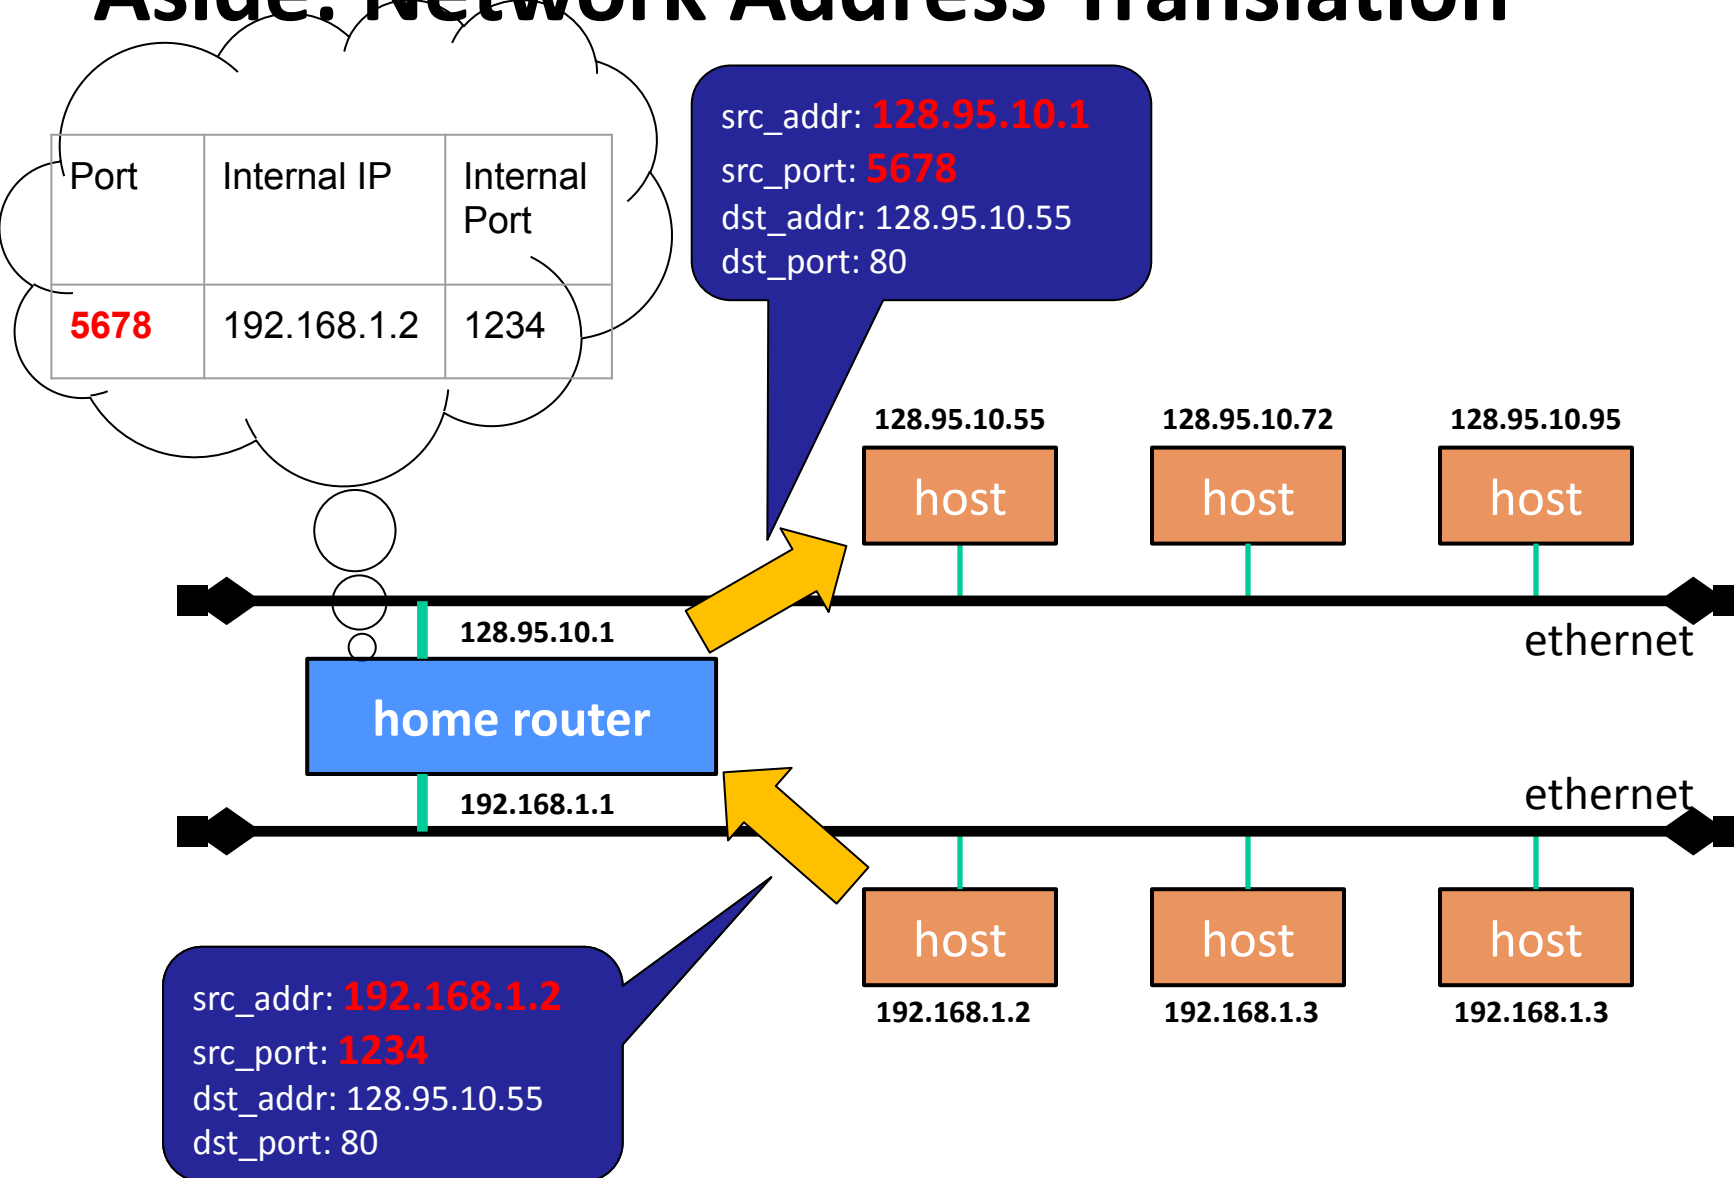 Aside: Network Address Translation
Port Internal IP Internal
Port
5678 192.168.1.2 1234
src_addr: 128.95.10.1
src_port: 5678
dst_addr: 128.95.10.55
dst_port: 80
128.95.10.55 128.95.10.72 128.95.10.95
host host host
ethernet
128.95.10.1
home router
192.168.1.1
ethernet
host host host
192.168.1.2 192.168.1.3 192.168.1.3
src_addr: 192.168.1.2
src_port: 1234
dst_addr: 128.95.10.55
dst_port: 80